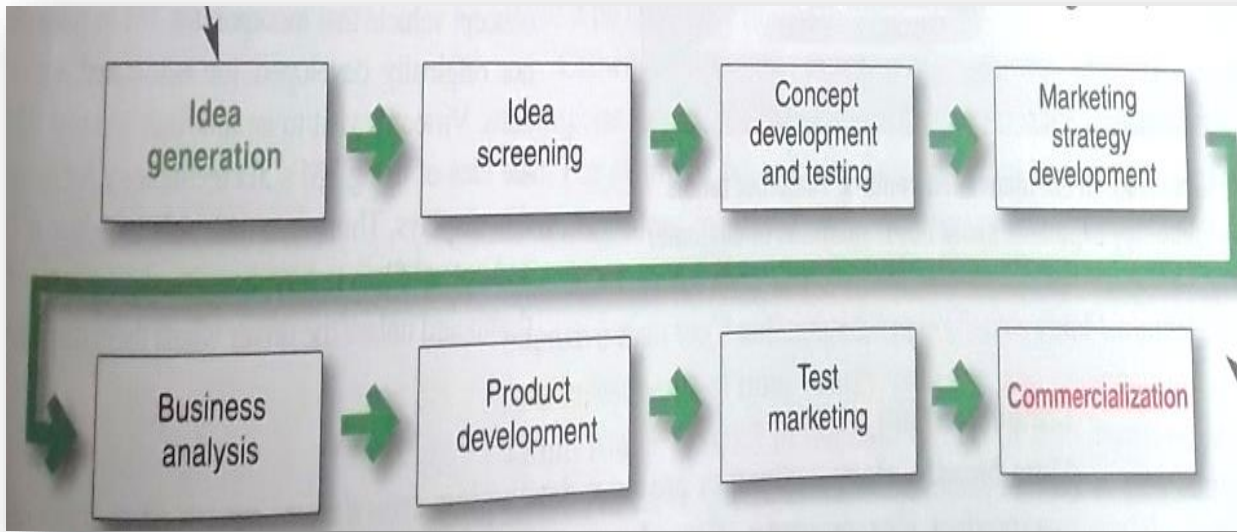 Idea
generation
Idea
screening
Concept
development
and testing
Marketing
strategy
development
Business
analysis
Product
development
Test
marketing
Commercialization